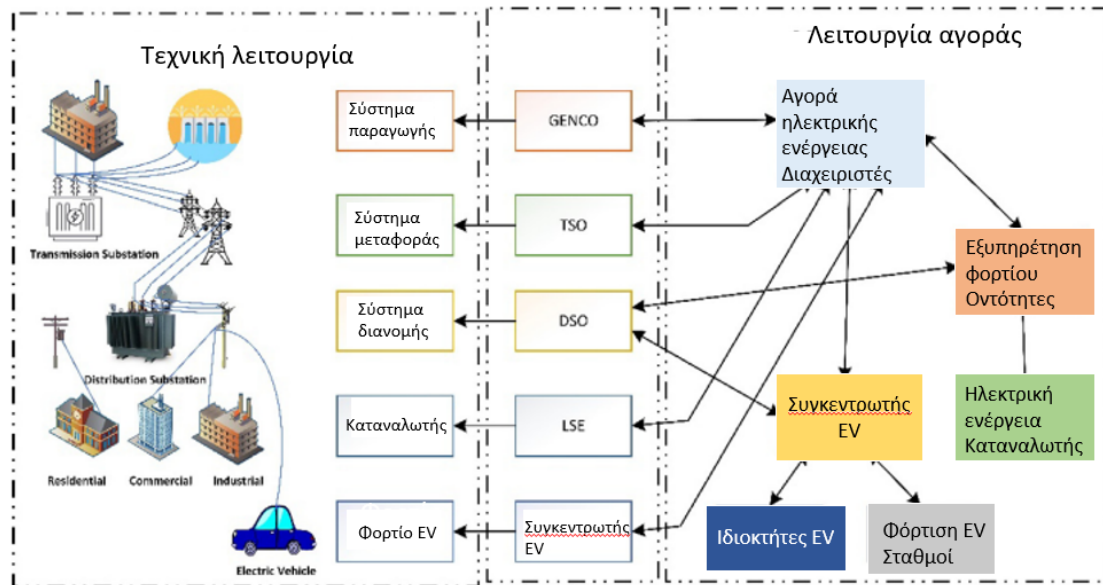 Τεχνική λειτουργία
Transmission Substation
Distribution Substation
Residential
Commercial
Industrial
Electric Vehicle
Σύστημα
παραγωγής
Σύστημα
μεταφοράς
Σύστημα
διανομής
Καταναλωτής
Φορτίο EV
GENCO
TSO
DSO
LSE
Συγκεντρωτής
EV
Λειτουργία αγοράς
Αγορά
ηλεκτρικής
ενέργειας
Διαχειριστές
Εξυπηρέτηση
φορτίου
Οντότητες
Συγκεντρωτής
EV
Ηλεκτρική
ενέργεια
Καταναλωτής
Ιδιοκτήτες EV
Φόρτιση EV
Σταθμοί